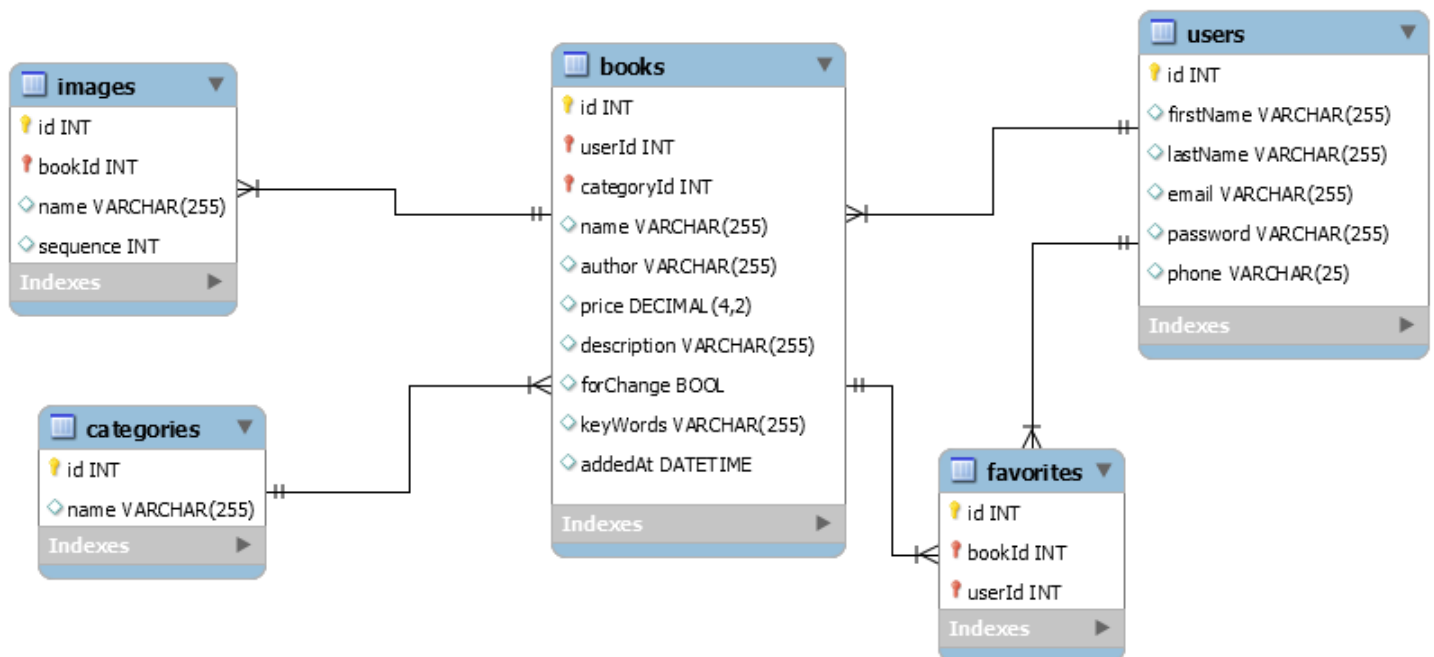 images
id INT
bookId INT
name VARCHAR(255)
sequence INT
Indexes
categories
id INT
name VARCHAR(255)
Indexes
books
id INT
userId INT
categoryId INT
name VARCHAR(255)
author VARCHAR(255)
price DECIMAL(4,2)
description VARCHAR(255)
forChange BOOL
keyWords VARCHAR(255)
addedAt DATETIME
Indexes
users
id INT
firstName VARCHAR(255)
lastName VARCHAR(255)
email VARCHAR(255)
password VARCHAR(255)
phone VARCHAR(25)
Indexes
favorites
id INT
bookId INT
userId INT
Indexes